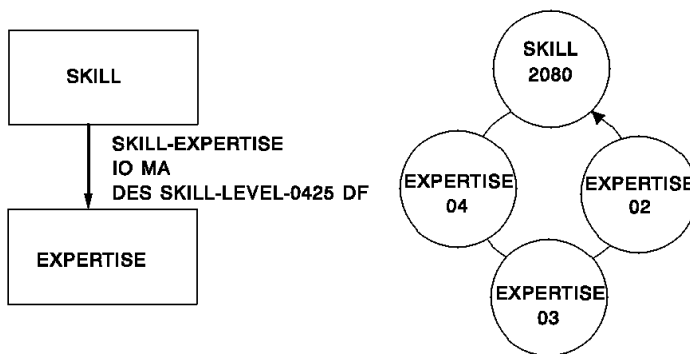 SKILL
SKILL-EXPERTISE
IO MA
DES SKILL-LEVEL-0425 DF
EXPERTISE
SKILL
2080
EXPERTISE
04
EXPERTISE
02
EXPERTISE
03